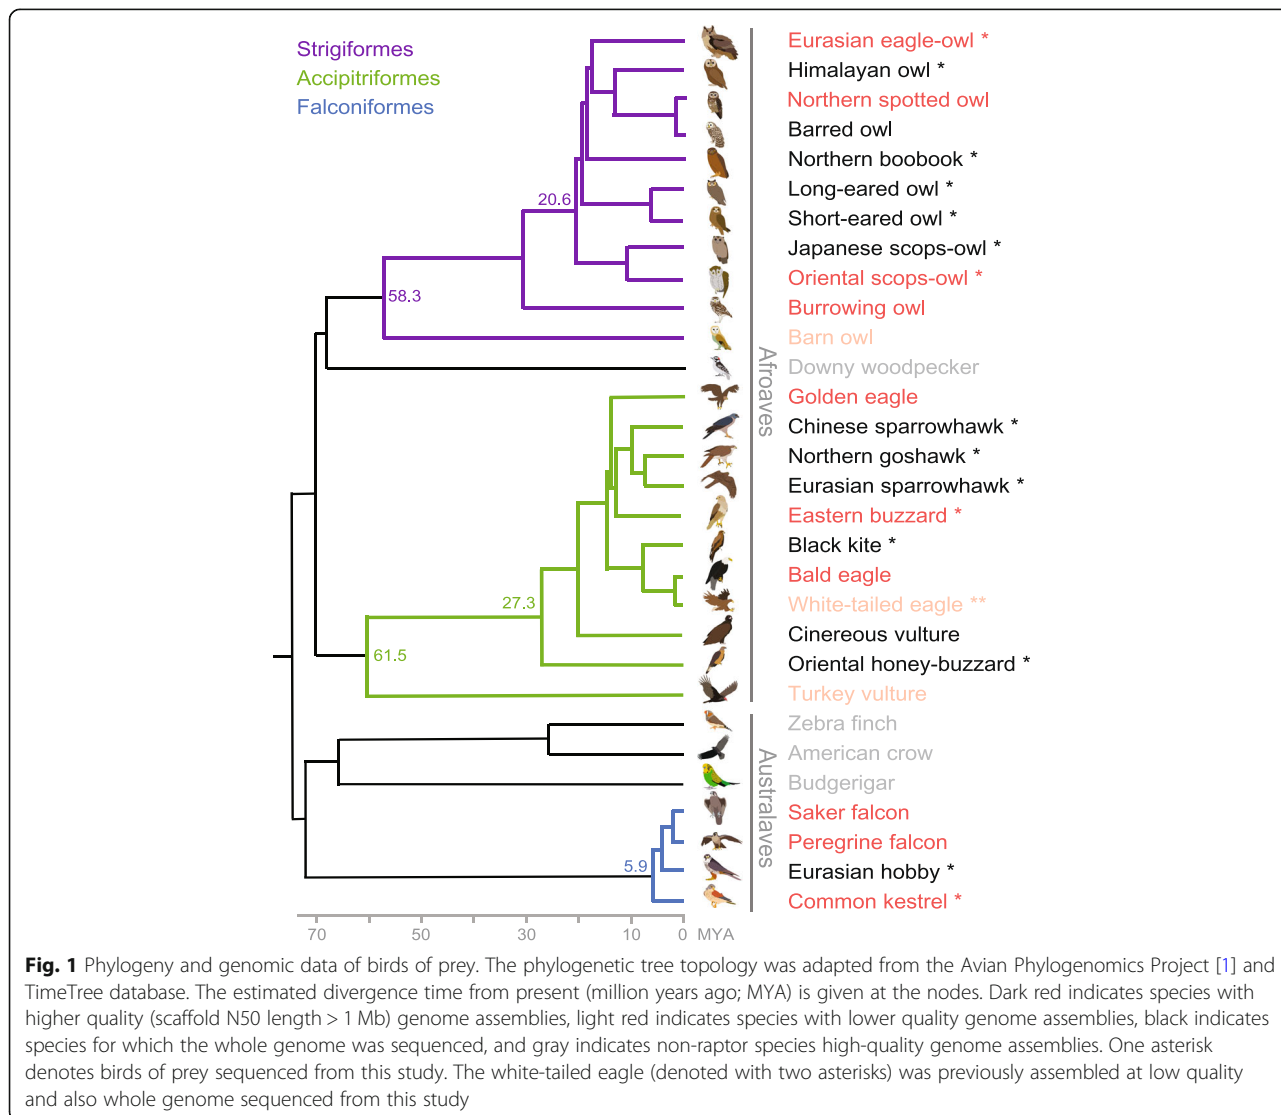 Strigiformes
Accipitriformes
Falconiformes
20.6
58.3
27.3
61.5
5.9
Eurasian eagle-owl *
Himalayan owl *
Northern spotted owl
Barred owl
Northern boobook *
Long-eared owl *
Short-eared owl *
Japanese scops-owl *
Oriental scops-owl *
Burrowing owl
Barn owl
Downy woodpecker
Golden eagle
Chinese sparrowhawk *
Northern goshawk *
Eurasian sparrowhawk *
Eastern buzzard *
Black kite *
Bald eagle
White-tailed eagle **
Cinereous vulture
Oriental honey-buzzard *
Turkey vulture
Zebra finch
American crow
Budgerigar
Saker falcon
Peregrine falcon
Eurasian hobby *
Common kestrel *
Afroaves
Australaves
70 50 30 10 0 MYA
Fig. 1 Phylogeny and genomic data of birds of prey. The phylogenetic tree topology was adapted from the Avian Phylogenomics Project [1] and
TimeTree database. The estimated divergence time from present (million years ago; MYA) is given at the nodes. Dark red indicates species with
higher quality (scaffold N50 length > 1 Mb) genome assemblies, light red indicates species with lower quality genome assemblies, black indicates
species for which the whole genome was sequenced, and gray indicates non-raptor species high-quality genome assemblies. One asterisk
denotes birds of prey sequenced from this study. The white-tailed eagle (denoted with two asterisks) was previously assembled at low quality
and also whole genome sequenced from this study